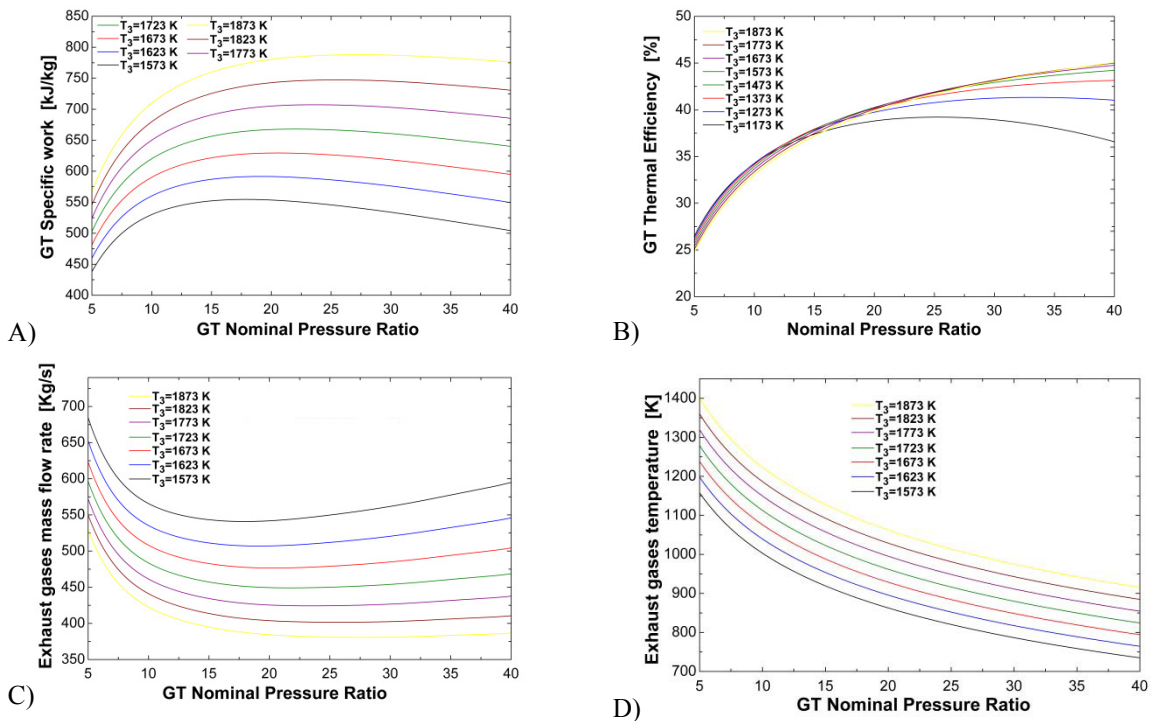 T3=1723 K T3=1873 K
T3=1673 K T3=1823 K
T3=1623 K T3=1773 K
T3=1573 K
GT Specific work [kJ/kg]
850
800
750
700
650
600
550
500
450
400
5 10 15 20 25 30 35 40
GT Nominal Pressure Ratio
A)
T3=1873 K
T3=1773 K
T3=1673 K
T3=1573 K
T3=1473 K
T3=1373 K
T3=1273 K
T3=1173 K
GT Thermal Efficiency [%]
50
45
40
35
30
25
20
5 10 15 20 25 30 35 40
Nominal Pressure Ratio
B)
T3=1873 K
T3=1823 K
T3=1773 K
T3=1723 K
T3=1673 K
T3=1623 K
T3=1573 K
Exhaust gases mass flow rate [Kg/s]
700
650
600
550
500
450
400
350
5 10 15 20 25 30 35 40
GT Nominal Pressure Ratio
C)
T3=1873 K
T3=1823 K
T3=1773 K
T3=1723 K
T3=1673 K
T3=1623 K
T3=1573 K
Exhaust gases temperature [K]
1400
1300
1200
1100
1000
900
800
700
5 10 15 20 25 30 35 40
GT Nominal Pressure Ratio
D)